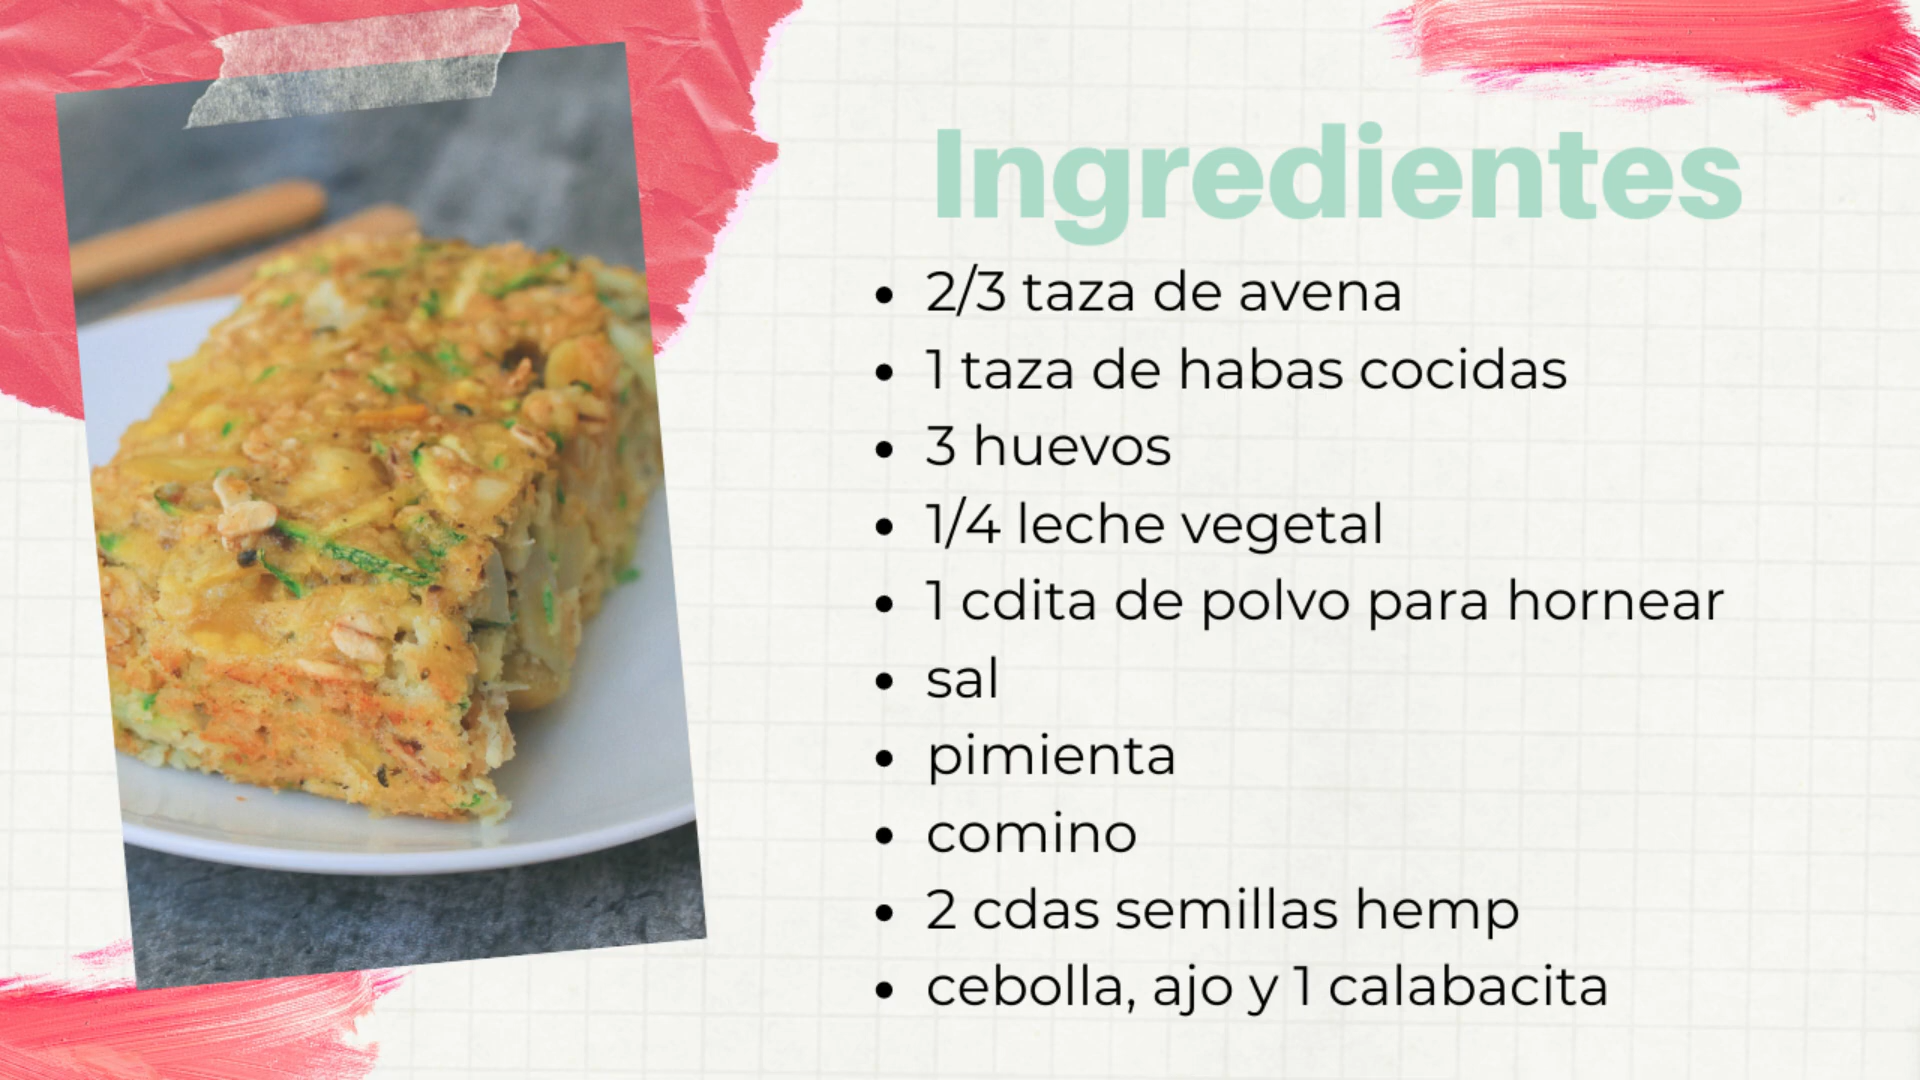 Ingredientes
2/3 taza de avena
1 taza de habas cocidas
3 huevos
1/4 leche vegetal
1 cdita de polvo para hornear
sal
pimienta
comino
2 cdas semillas hemp
cebolla, ajo y 1 calabacita